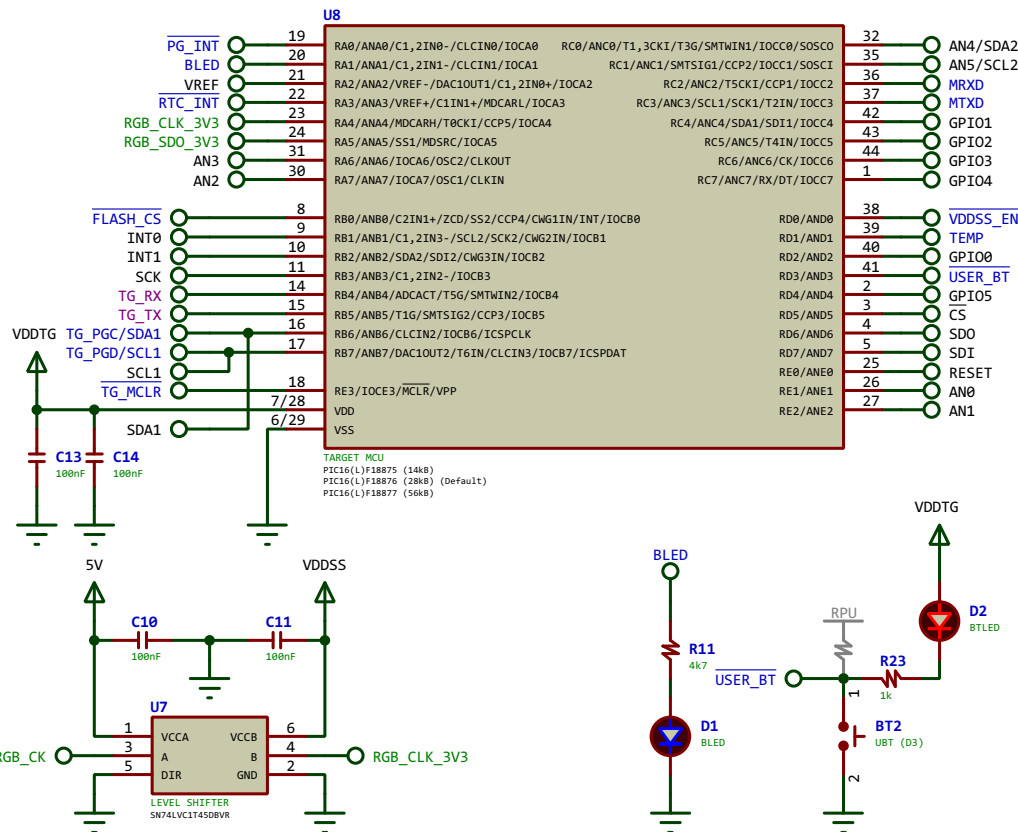 U8
PG_INT 19 RA0/ANA0/C1,2IN0-/CLCIN0/IOCA0 RC0/ANC0/T1,3CKI/T3G/SMTWIN1/IOCC0/SOSCO 32 AN4/SDA2
BLED 20 RA1/ANA1/C1,2IN1-/CLCIN1/IOCA1 RC1/ANC1/SMTSIG1/CCP2/IOCC1/SOSCI 35 AN5/SCL2
VREF 21 RA2/ANA2/VREF-/DAC1OUT1/C1,2IN0+/IOCA2 RC2/ANC2/T5CKI/CCP1/IOCC2 36 MRXD
RTC_INT 22 RA3/ANA3/VREF+/C1IN1+/MDCARL/IOCA3 RC3/ANC3/SCL1/SCK1/T2IN/IOCC3 37 MTXD
RGB_CLK_3V3 23 RA4/ANA4/MDCARH/T0CKI/CCP5/IOCA4 RC4/ANC4/SDA1/SDI1/IOCC4 42 GPIO1
RGB_SDO_3V3 24 RA5/ANA5/SS1/MDSRC/IOCA5 RC5/ANC5/T4IN/IOCC5 43 GPIO2
AN3 31 RA6/ANA6/IOCA6/OSC2/CLKOUT RC6/ANC6/CK/IOCC6 44 GPIO3
AN2 30 RA7/ANA7/IOCA7/OSC1/CLKIN RC7/ANC7/RX/DT/IOCC7 1 GPIO4
FLASH_CS 8 RB0/ANB0/C2IN1+/ZCD/SS2/CCP4/CWG1IN/INT/IOCB0 RD0/AND0 38 VDDSS_EN
INT0 9 RB1/ANB1/C1,2IN3-/SCL2/SCK2/CWG2IN/IOCB1 RD1/AND1 39 TEMP
INT1 10 RB2/ANB2/SDA2/SDI2/CWG3IN/IOCB2 RD2/AND2 40 GPIO0
SCK 11 RB3/ANB3/C1,2IN2-/IOCB3 RD3/AND3 41 USER_BT
TG_RX 14 RB4/ANB4/ADCACT/T5G/SMTWIN2/IOCB4 RD4/AND4 2 GPIO5
TG_TX 15 RB5/ANB5/T1G/SMTSIG2/CCP3/IOCB5 RD5/AND5 3 CS
VDDTG TG_PGC/SDA1 16 RB6/ANB6/CLCIN2/IOCB6/ICSPCLK RD6/AND6 4 SDO
TG_PGD/SCL1 17 RB7/ANB7/DAC1OUT2/T6IN/CLCIN3/IOCB7/ICSPDAT RD7/AND7 5 SDI
SCL1 RE0/ANE0 25 RESET
TG_MCLR 18 RE3/IOCE3/MCLR/VPP RE1/ANE1 26 AN0
7/28 VDD RE2/ANE2 27 AN1
SDA1 6/29 VSS
C13 100nF
C14 100nF
TARGET MCU
PIC16(L)F18875 (14kB)
PIC16(L)F18876 (28kB) (Default)
PIC16(L)F18877 (56kB)
5V VDDSS
C10 C11
100nF 100nF
U7
1 VCCA VCCB 6
RGB_CK 3 A B 4 RGB_CLK_3V3
5 DIR GND 2
LEVEL SHIFTER
SN74LVC1T45DBVR
BLED
R11
4k7
D1
BLED
VDDTG
D2
BTLED
RPU
R23
1k
USER_BT
1
BT2
UBT (D3)
2